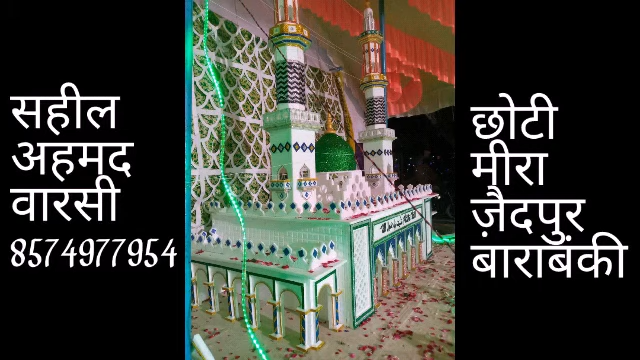 सहील
अहमद
वारसी
8574977954
छोटी
मीरा
ज़ैदपुर
बाराबंकी